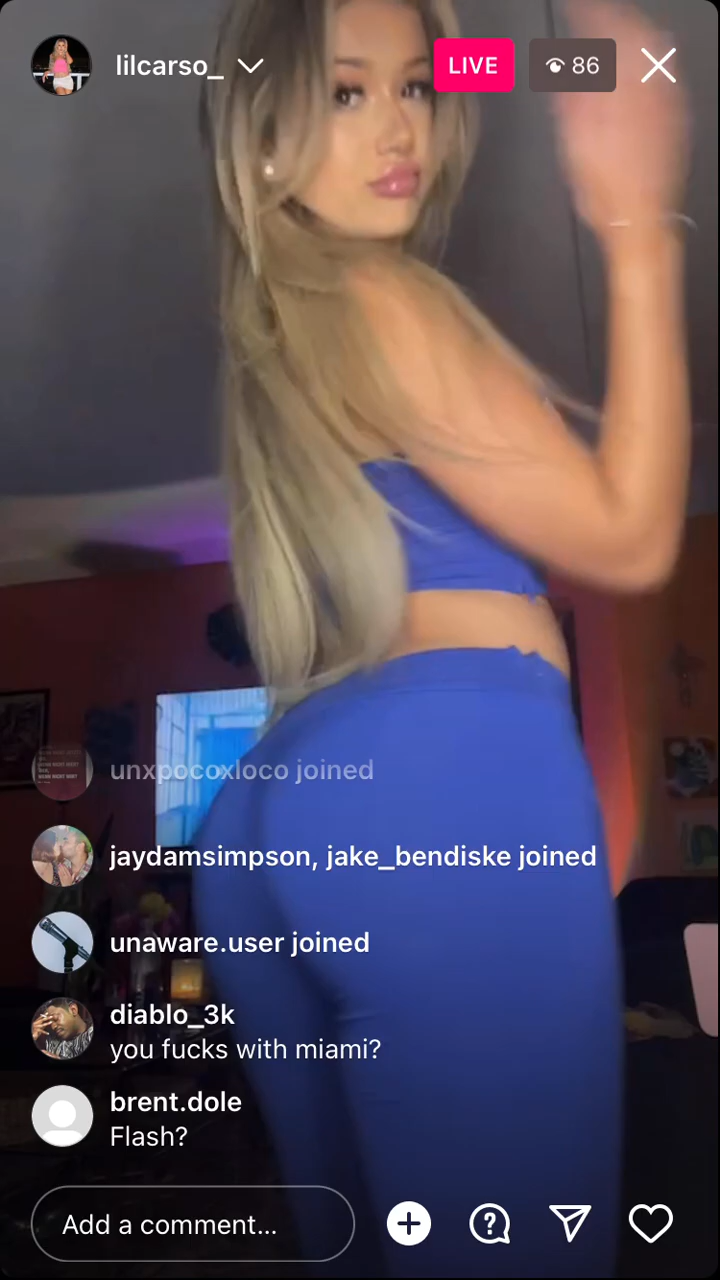 lilcarso_
LIVE
86
unxpocoxloco joined
jaydamsimpson, jake_bendiske joined
unaware.user joined
diablo_3k
you fucks with miami?
brent.dole
Flash?
Add a comment...